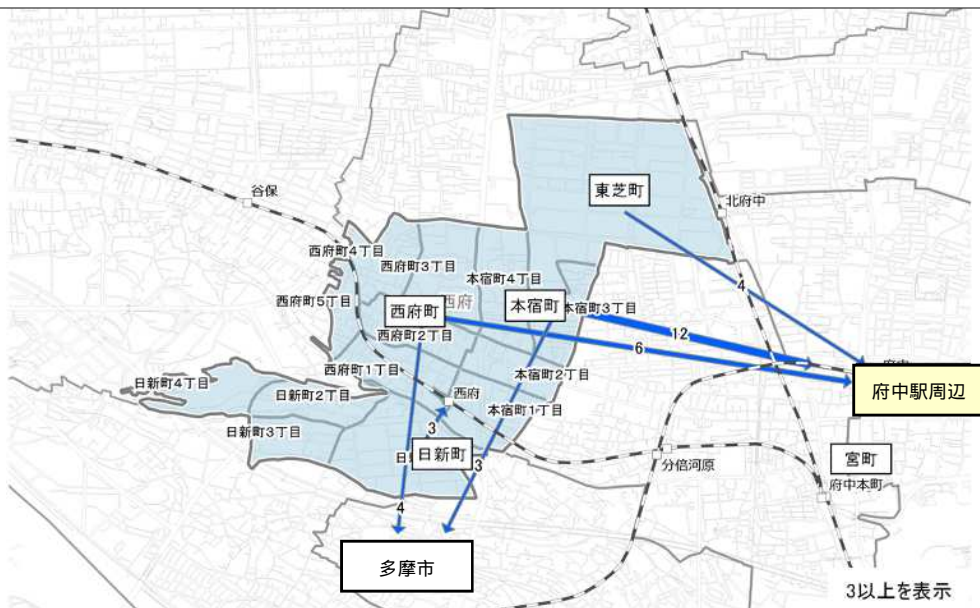 東芝町
谷保
北府中
西府町4丁目
西府町3丁目
本宿町4丁目
4
西府町5丁目
西府
西府町
本宿町
本宿町3丁目
12
西府町2丁目
6
府中
西府町1丁目
本宿町2丁目
府中駅周辺
日新町4丁目
日新町2丁目
西府
本宿町1丁目
日新町3丁目
3
日新町
3
分倍河原
宮町
府中本町
4
多摩市
3以上を表示